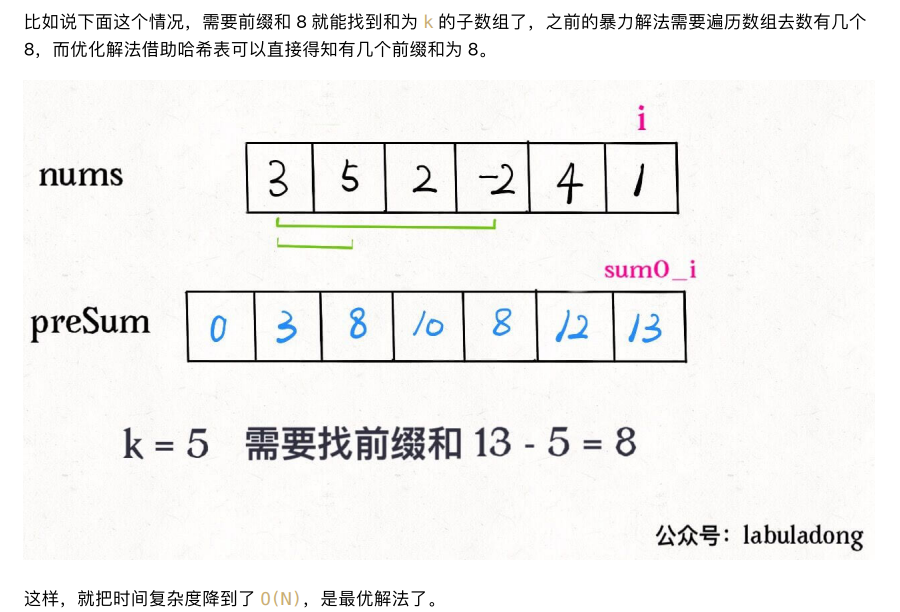 比如说下面这个情况，需要前缀和 8 就能找到和为 k 的子数组了，之前的暴力解法需要遍历数组去数有几个
8，而优化解法借助哈希表可以直接得知有几个前缀和为 8。
i
nums 3 5 2 -2 4 1
sum0_i
preSum 0 3 8 10 8 12 13
k = 5 需要找前缀和 13 - 5 = 8
公众号：labuladong
这样，就把时间复杂度降到了 O(N)，是最优解法了。